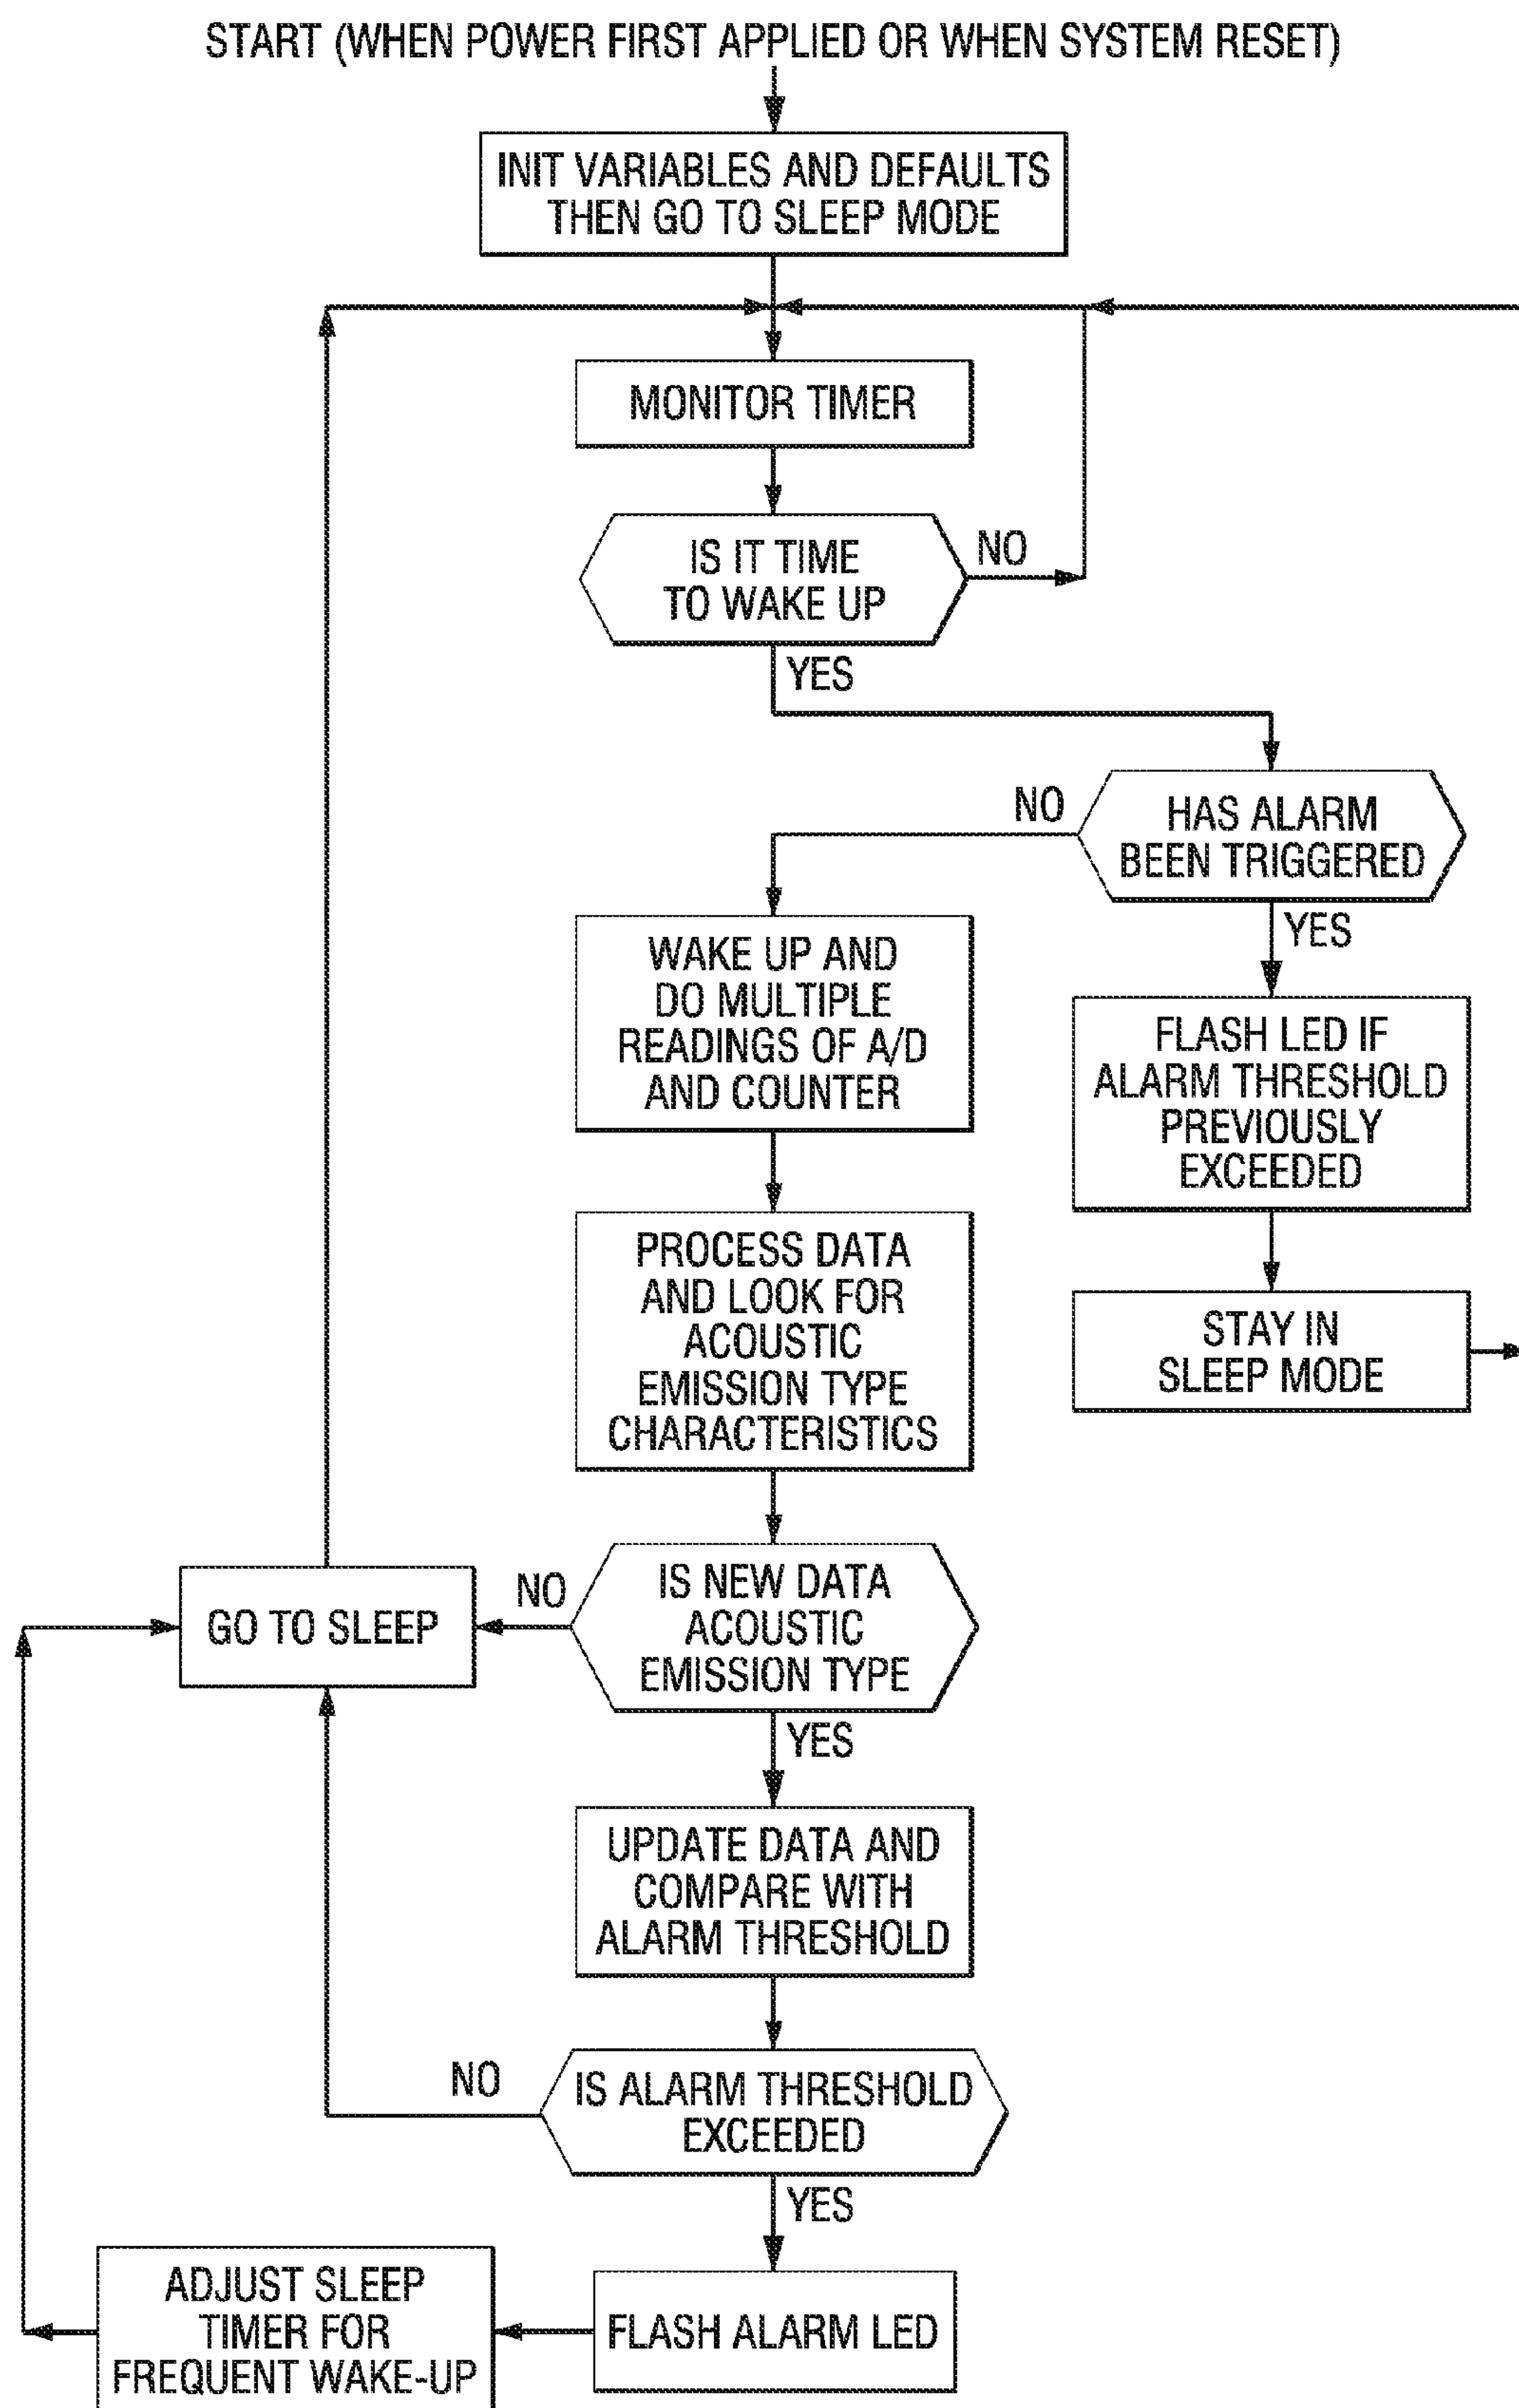 START (WHEN POWER FIRST APPLIED OR WHEN SYSTEM RESET)
INIT VARIABLES AND DEFAULTS
THEN GO TO SLEEP MODE
MONITOR TIMER
IS IT TIME
TO WAKE UP
NO
YES
HAS ALARM
BEEN TRIGGERED
NO
YES
WAKE UP AND
DO MULTIPLE
READINGS OF A/D
AND COUNTER
FLASH LED IF
ALARM THRESHOLD
PREVIOUSLY
EXCEEDED
PROCESS DATA
AND LOOK FOR
ACOUSTIC
EMISSION TYPE
CHARACTERISTICS
STAY IN
SLEEP MODE
GO TO SLEEP
NO
IS NEW DATA
ACOUSTIC
EMISSION TYPE
YES
UPDATE DATA AND
COMPARE WITH
ALARM THRESHOLD
NO
IS ALARM THRESHOLD
EXCEEDED
YES
ADJUST SLEEP
TIMER FOR
FREQUENT WAKE-UP
FLASH ALARM LED